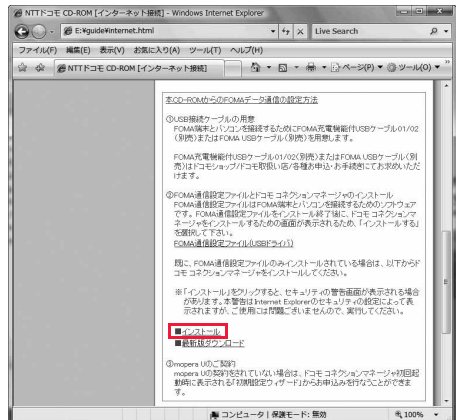 NTTドコモ CD-ROM [インターネット接続] - Windows Internet Explorer
E:¥guide¥internet.html
Live Search
ファイル(F) 編集(E) 表示(V) お気に入り(A) ツール(T) ヘルプ(H)
NTTドコモ CD-ROM [インターネット接続]
ページ(P) ツール(O)
本CD-ROMからのFOMAデータ通信の設定方法
①USB接続ケーブルの用意
FOMA端末とパソコンを接続するためにFOMA充電機能付USBケーブル01/02
(別売)またはFOMA USBケーブル(別売)を用意します。
FOMA充電機能付USBケーブル01/02(別売)またはFOMA USBケーブル(別
売)はドコモショップ/ドコモ取扱い店/各種お申込・お手続きにてお求めいただ
けます。
②FOMA通信設定ファイルとドコモ コネクションマネージャのインストール
FOMA通信設定ファイルはFOMA端末とパソコンを接続するためのソフトウェア
です。FOMA通信設定ファイルをインストール終了後に、ドコモ コネクションマ
ネージャをインストールするための画面が表示されるため、「インストールする」
を選択して下さい。
FOMA通信設定ファイル(USBドライバ)
既に、FOMA通信設定ファイルのみインストールされている場合は、以下からド
コモ コネクションマネージャをインストールしてください。
※「インストール」をクリックすると、セキュリティの警告画面が表示される場合
があります。本警告はInternet Explorerのセキュリティの設定によって表
示されますが、ご使用には問題ございませんので、実行してください。
■インストール
■最新版ダウンロード
③mopera Uのご契約
mopera Uの契約をされていない場合は、ドコモ コネクションマネージャ初回起
動時に表示される「初期設定ウィザード」からお申込みを行なうことができま
す。
コンピュータ | 保護モード: 無効
100%